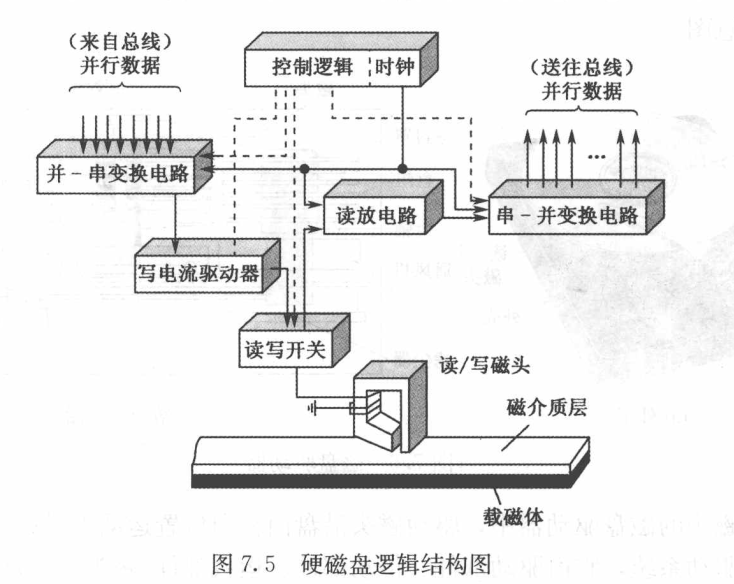 （来自总线）
并行数据
控制逻辑
时钟
（送往总线）
并行数据
并-串变换电路
读放电路
串-并变换电路
写电流驱动器
读写开关
读/写磁头
磁介质层
载磁体
图 7.5 硬磁盘逻辑结构图